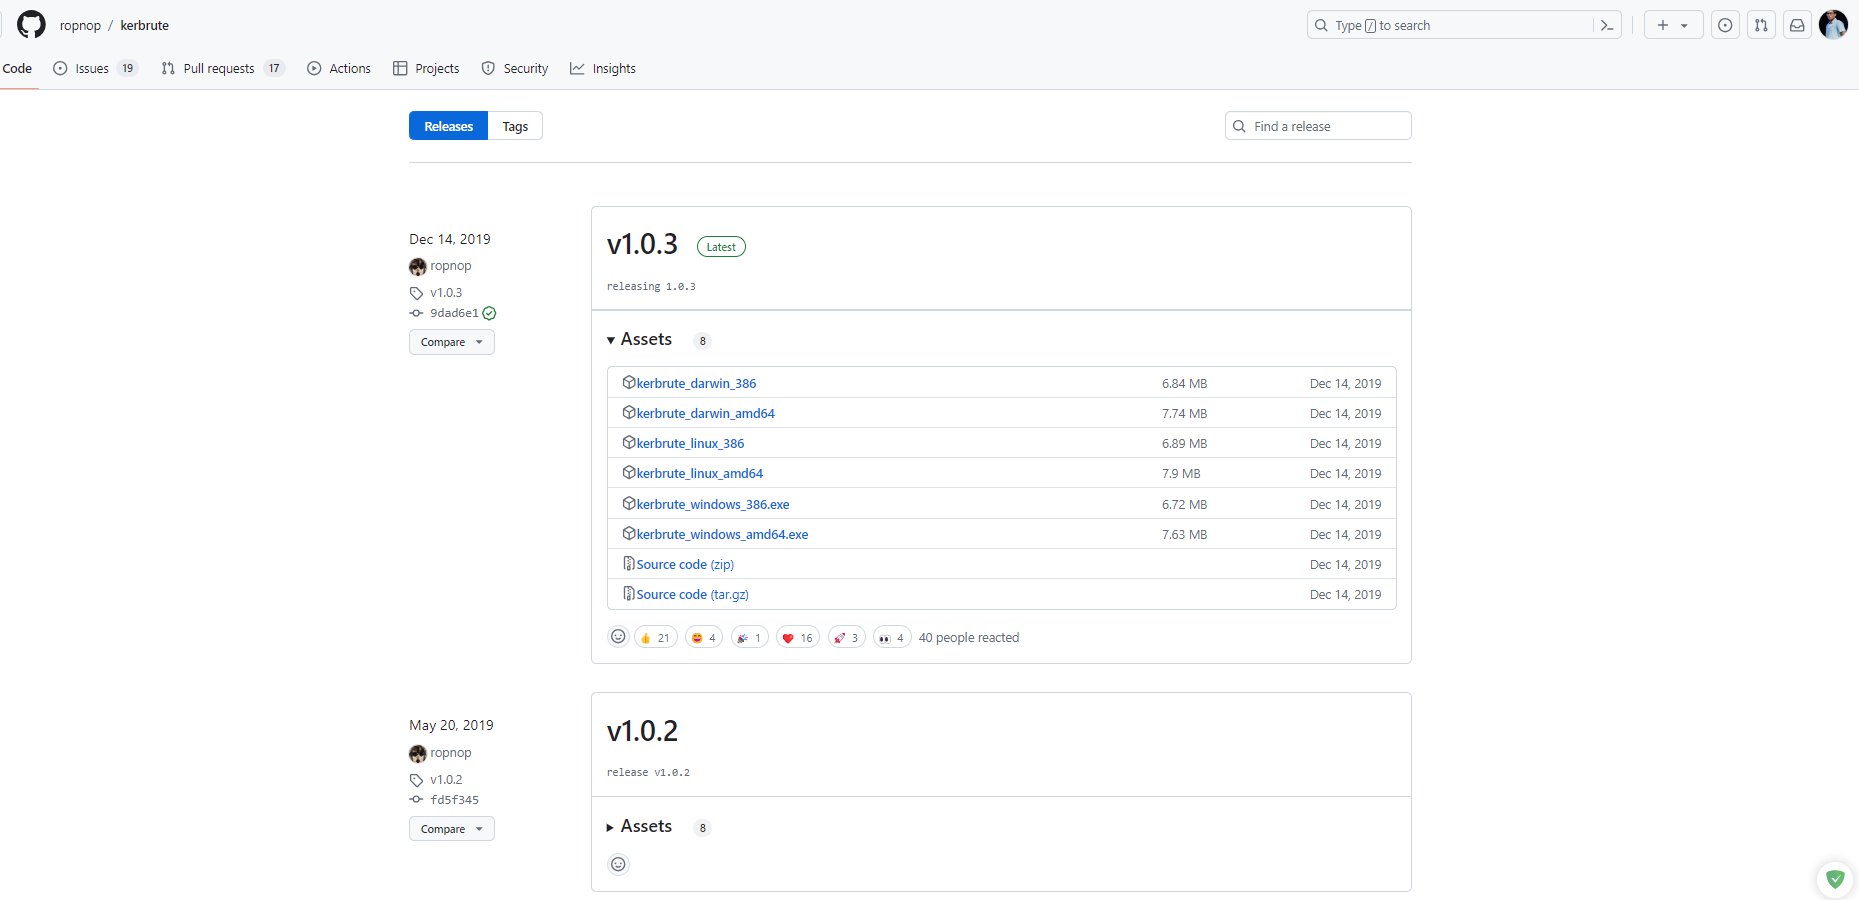 ropnop / kerbrute
Type / to search
Code Issues 19 Pull requests 17 Actions Projects Security Insights
Releases Tags
Find a release
Dec 14, 2019
ropnop
v1.0.3
9dad6e1
Compare
v1.0.3 Latest
releasing 1.0.3
Assets 8
kerbrute_darwin_386 6.84 MB Dec 14, 2019
kerbrute_darwin_amd64 7.74 MB Dec 14, 2019
kerbrute_linux_386 6.89 MB Dec 14, 2019
kerbrute_linux_amd64 7.9 MB Dec 14, 2019
kerbrute_windows_386.exe 6.72 MB Dec 14, 2019
kerbrute_windows_amd64.exe 7.63 MB Dec 14, 2019
Source code (zip) Dec 14, 2019
Source code (tar.gz) Dec 14, 2019
👍 21 😄 4 🎉 1 ❤️ 16 🚀 3 👀 4 40 people reacted
May 20, 2019
ropnop
v1.0.2
fd5f345
Compare
v1.0.2
release v1.0.2
Assets 8